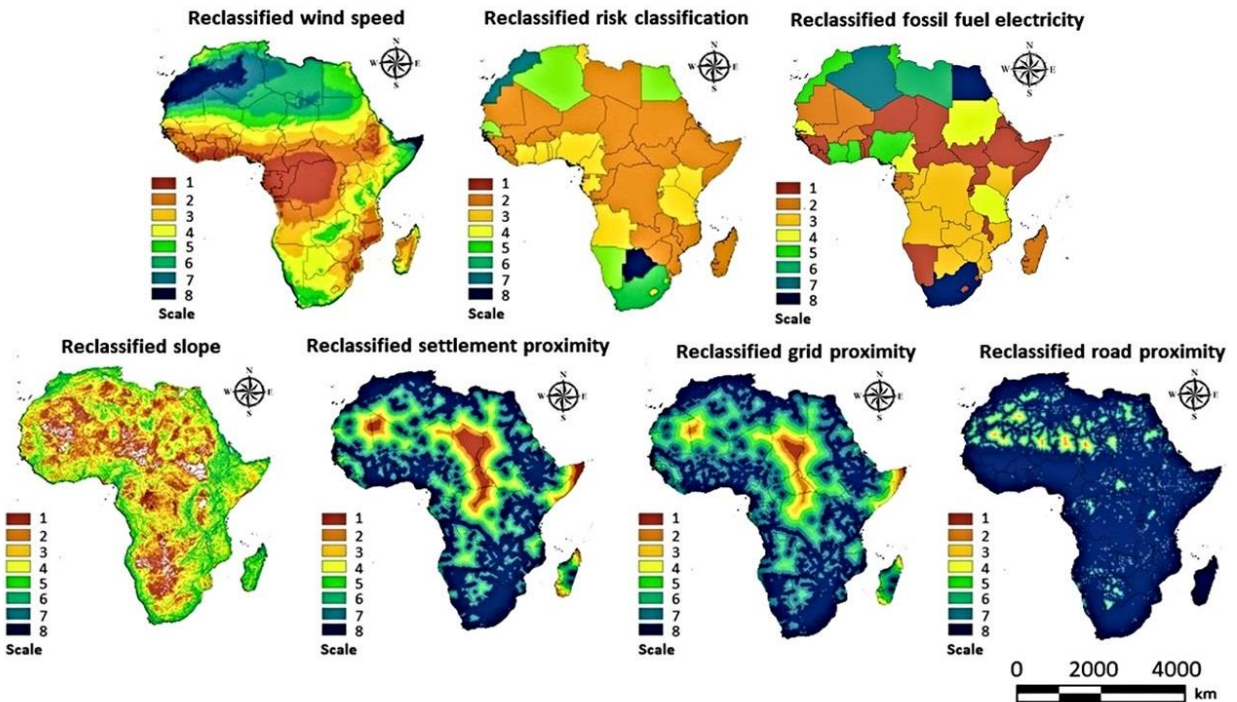 Reclassified wind speed
Reclassified risk classification
Reclassified fossil fuel electricity
N
W E
S
N
W E
S
N
W E
S
1
2
3
4
5
6
7
8
Scale
1
2
3
4
5
6
7
8
Scale
1
2
3
4
5
6
7
8
Scale
Reclassified slope
Reclassified settlement proximity
Reclassified grid proximity
Reclassified road proximity
N
W E
S
N
W E
S
N
W E
S
N
W E
S
1
2
3
4
5
6
7
8
Scale
1
2
3
4
5
6
7
8
Scale
1
2
3
4
5
6
7
8
Scale
1
2
3
4
5
6
7
8
Scale
0 2000 4000
km